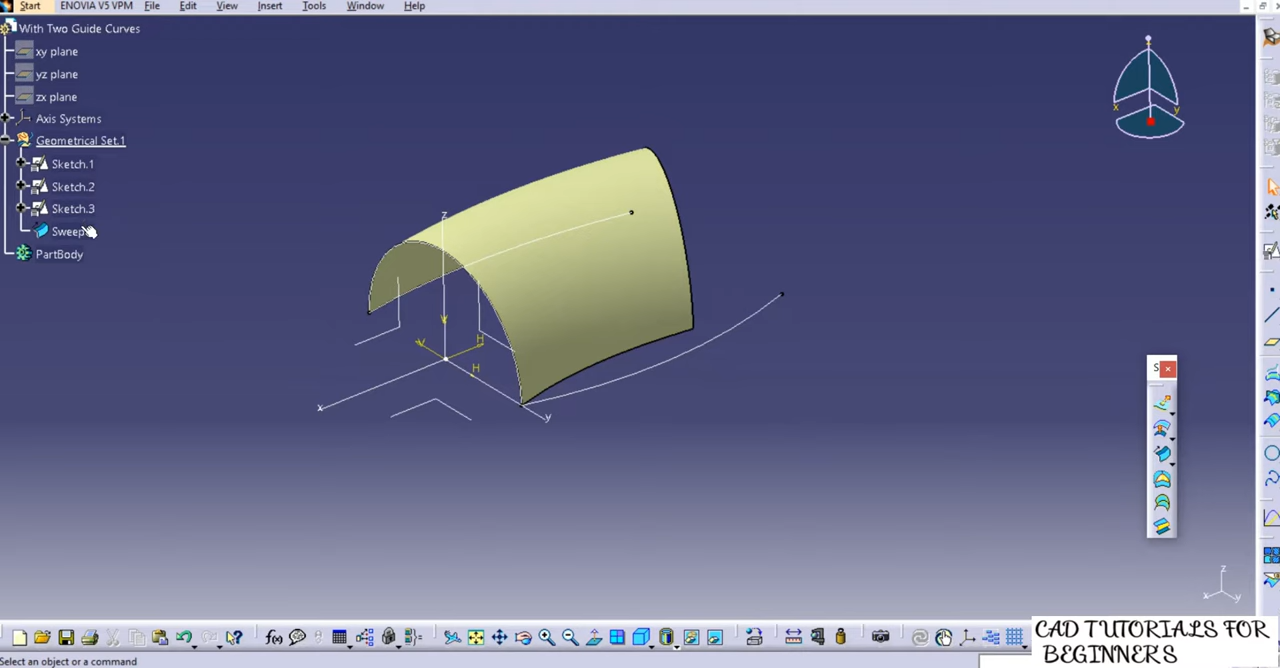 Start ENOVIA V5 VPM File Edit View Insert Tools Window Help
With Two Guide Curves
xy plane
yz plane
zx plane
Axis Systems
Geometrical Set.1
Sketch.1
Sketch.2
Sketch.3
Sweep
PartBody
z
x
y
z
V
V
H
H
x
y
S...
f(x)
z
x
y
Select an object or a command
CAD TUTORIALS FOR
BEGINNERS